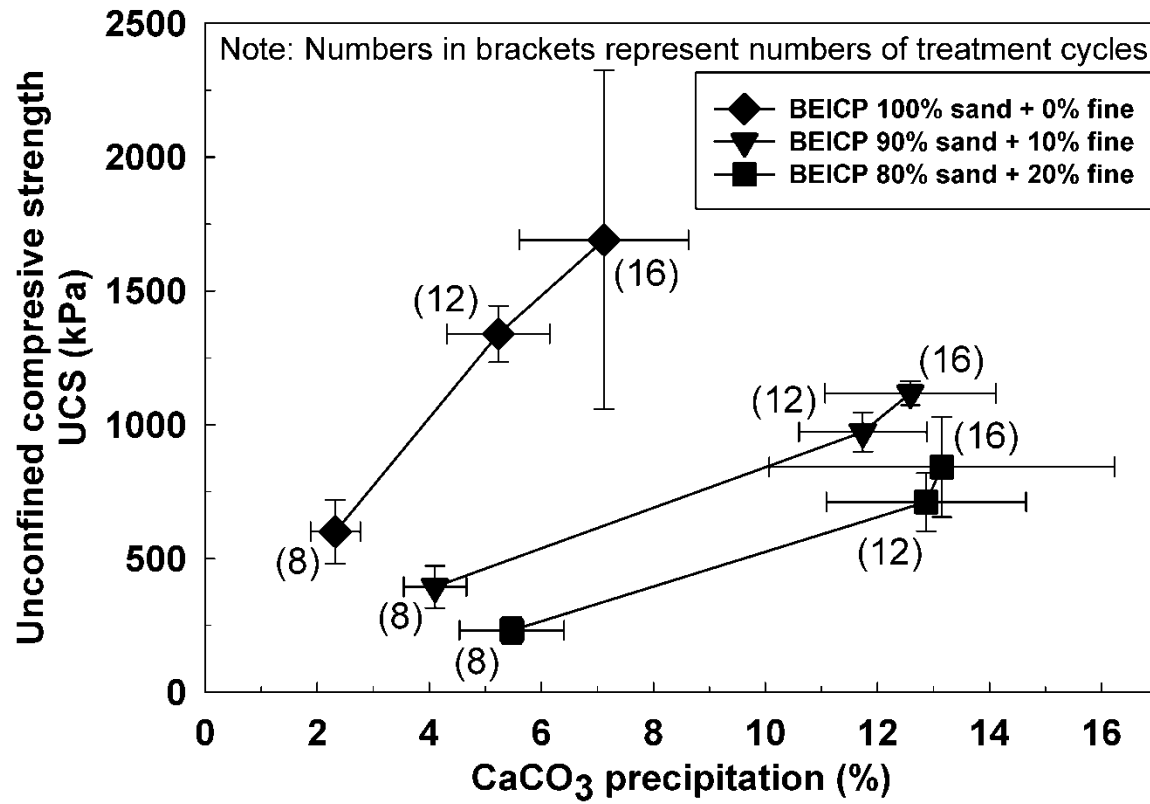 Unconfined compresive strength
UCS (kPa)
2500
2000
1500
1000
500
0
Note: Numbers in brackets represent numbers of treatment cycles
BEICP 100% sand + 0% fine
BEICP 90% sand + 10% fine
BEICP 80% sand + 20% fine
(16)
(12)
(8)
(16)
(12)
(8)
(16)
(12)
(8)
0 2 4 6 8 10 12 14 16
CaCO3 precipitation (%)